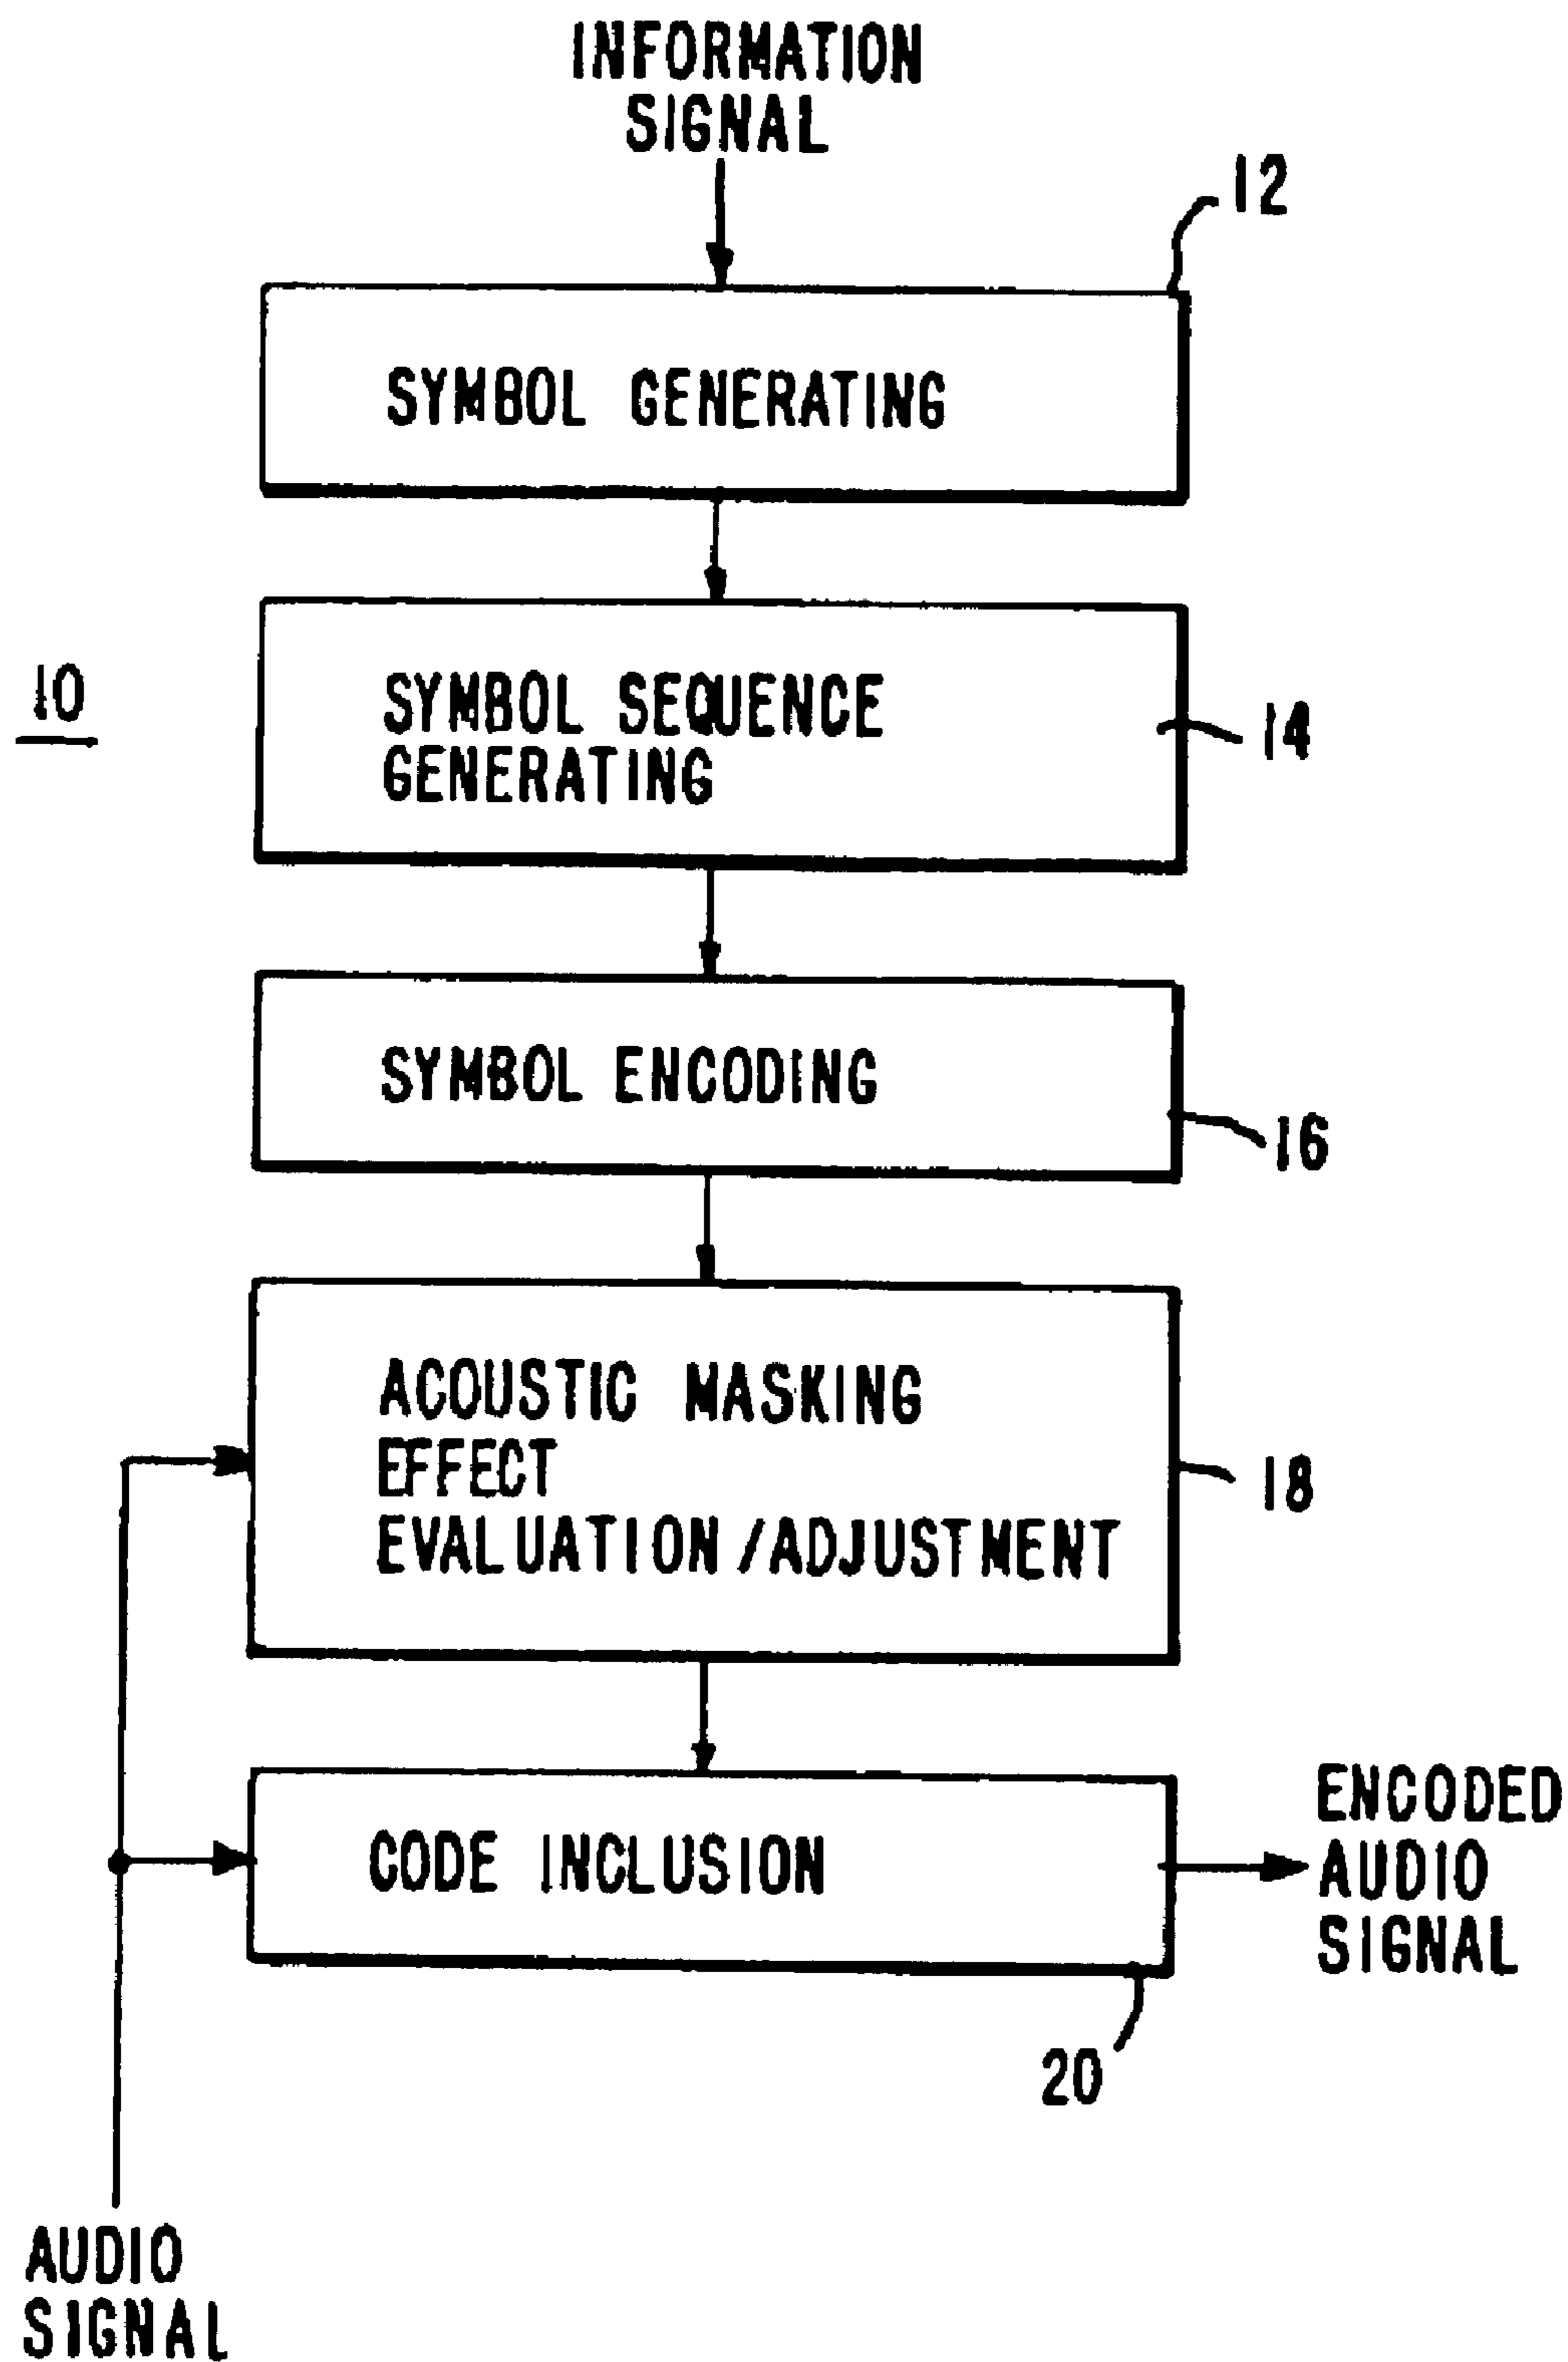 INFORMATION
SIGNAL
12
SYMBOL GENERATING
10
SYMBOL SEQUENCE
GENERATING
14
SYMBOL ENCODING
16
ACOUSTIC MASKING
EFFECT
EVALUATION/ADJUSTMENT
18
CODE INCLUSION
ENCODED
AUDIO
SIGNAL
20
AUDIO
SIGNAL